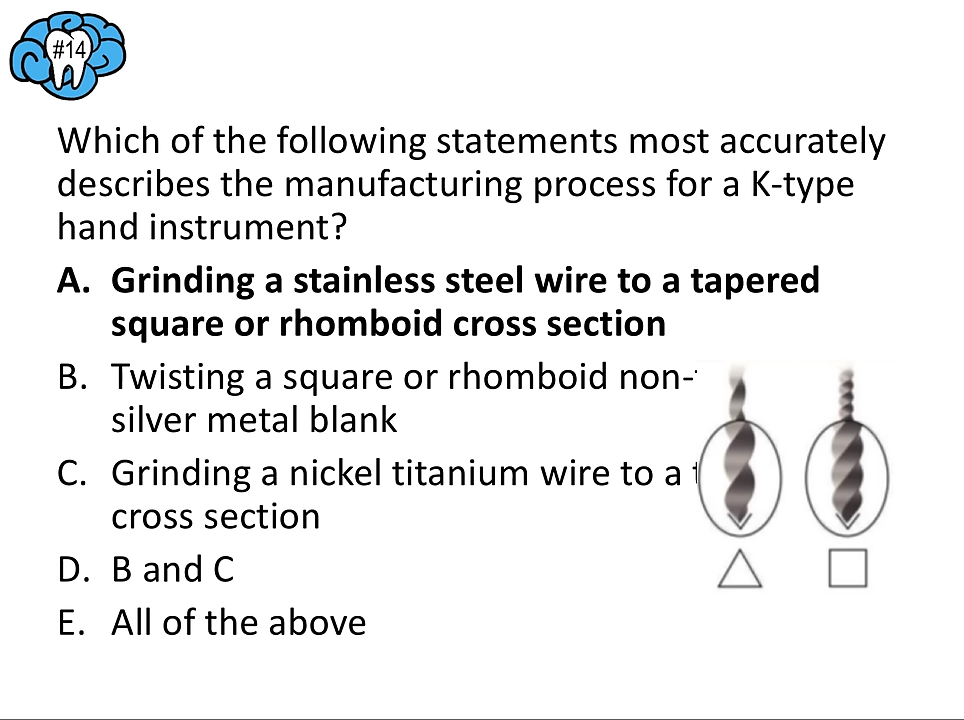 #14
Which of the following statements most accurately
describes the manufacturing process for a K-type
hand instrument?
A. Grinding a stainless steel wire to a tapered
square or rhomboid cross section
B. Twisting a square or rhomboid non-
silver metal blank
C. Grinding a nickel titanium wire to a
cross section
D. B and C
E. All of the above